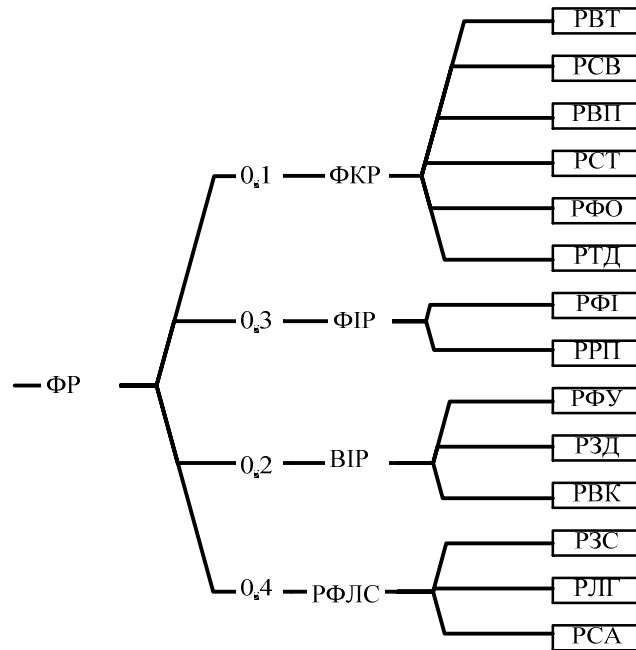 РВТ
РСВ
РВП
0,1 ФКР
РСТ
РФО
РТД
0,3 ФІР
РФІ
РРП
ФР
РФУ
0,2 ВІР
РЗД
РВК
РЗС
0,4 РФЛС
РЛГ
РСА